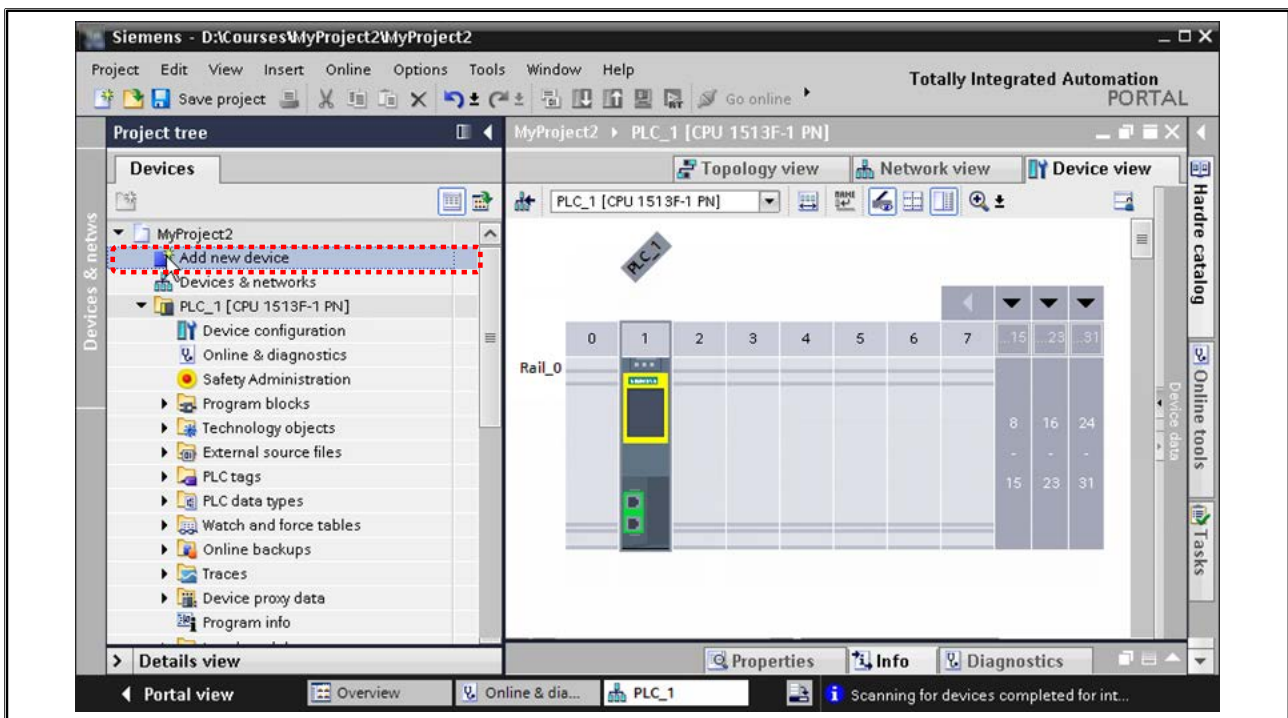 Siemens - D:\Courses\MyProject2\MyProject2
Project Edit View Insert Online Options Tools Window Help
Totally Integrated Automation
PORTAL
Save project
Go online
Project tree
MyProject2 PLC_1 [CPU 1513F-1 PN]
Devices
Topology view
Network view
Device view
PLC_1 [CPU 1513F-1 PN]
Devices & netwo
MyProject2
Add new device
Devices & networks
PLC_1 [CPU 1513F-1 PN]
Device configuration
Online & diagnostics
Safety Administration
Program blocks
Technology objects
External source files
PLC tags
PLC data types
Watch and force tables
Online backups
Traces
Device proxy data
Program info
Details view
PLC_1
0 1 2 3 4 5 6 7 ...15 ...23 ...31
Rail_0
SIEMENS
8 16 24
- - -
15 23 31
Device data
Hardre catalog
Online tools
Tasks
Properties
Info
Diagnostics
Portal view
Overview
Online & dia...
PLC_1
Scanning for devices completed for int...